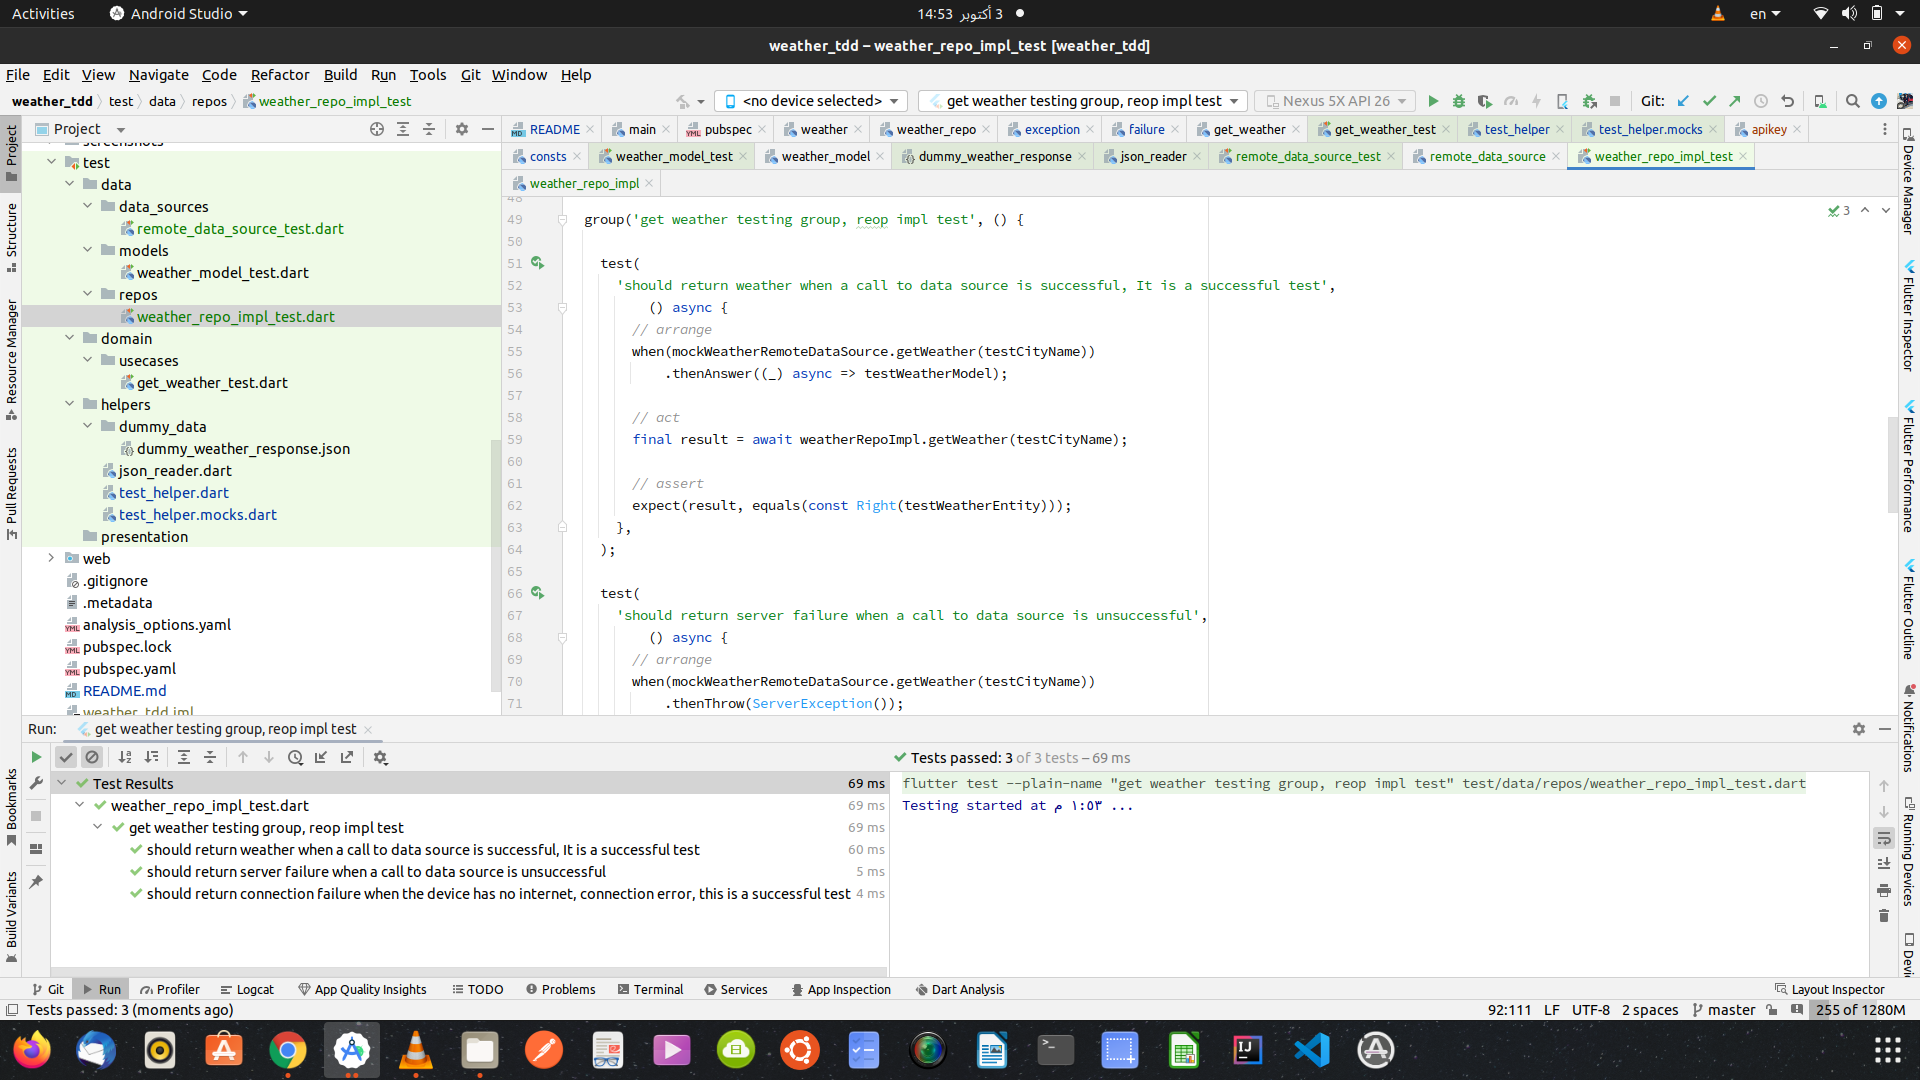 Activities
Android Studio
14:53 3 أكتوبر
en
weather_tdd – weather_repo_impl_test [weather_tdd]
File Edit View Navigate Code Refactor Build Run Tools Git Window Help
weather_tdd test data repos weather_repo_impl_test
<no device selected>
get weather testing group, reop impl test
Nexus 5X API 26
Git:
Project
README main pubspec weather weather_repo exception failure get_weather get_weather_test test_helper test_helper.mocks apikey
consts weather_model_test weather_model dummy_weather_response json_reader remote_data_source_test remote_data_source weather_repo_impl_test
weather_repo_impl
screenshots
test
data
data_sources
remote_data_source_test.dart
models
weather_model_test.dart
repos
weather_repo_impl_test.dart
domain
usecases
get_weather_test.dart
helpers
dummy_data
dummy_weather_response.json
json_reader.dart
test_helper.dart
test_helper.mocks.dart
presentation
web
.gitignore
.metadata
analysis_options.yaml
pubspec.lock
pubspec.yaml
README.md
weather_tdd.iml
Project
Structure
Resource Manager
Pull Requests
Bookmarks
Build Variants
3
48
49 group('get weather testing group, reop impl test', () {
50
51 test(
52 'should return weather when a call to data source is successful, It is a successful test',
53 () async {
54 // arrange
55 when(mockWeatherRemoteDataSource.getWeather(testCityName))
56 .thenAnswer((_) async => testWeatherModel);
57
58 // act
59 final result = await weatherRepoImpl.getWeather(testCityName);
60
61 // assert
62 expect(result, equals(const Right(testWeatherEntity)));
63 },
64 );
65
66 test(
67 'should return server failure when a call to data source is unsuccessful',
68 () async {
69 // arrange
70 when(mockWeatherRemoteDataSource.getWeather(testCityName))
71 .thenThrow(ServerException());
Device Manager
Flutter Inspector
Flutter Performance
Flutter Outline
Notifications
Running Devices
Devi
Run: get weather testing group, reop impl test
Tests passed: 3 of 3 tests – 69 ms
Test Results 69 ms
weather_repo_impl_test.dart 69 ms
get weather testing group, reop impl test 69 ms
should return weather when a call to data source is successful, It is a successful test 60 ms
should return server failure when a call to data source is unsuccessful 5 ms
should return connection failure when the device has no internet, connection error, this is a successful test 4 ms
flutter test --plain-name "get weather testing group, reop impl test" test/data/repos/weather_repo_impl_test.dart
Testing started at ١:٥٣ م ...
Git Run Profiler Logcat App Quality Insights TODO Problems Terminal Services App Inspection Dart Analysis Layout Inspector
Tests passed: 3 (moments ago)
92:111 LF UTF-8 2 spaces master 255 of 1280M